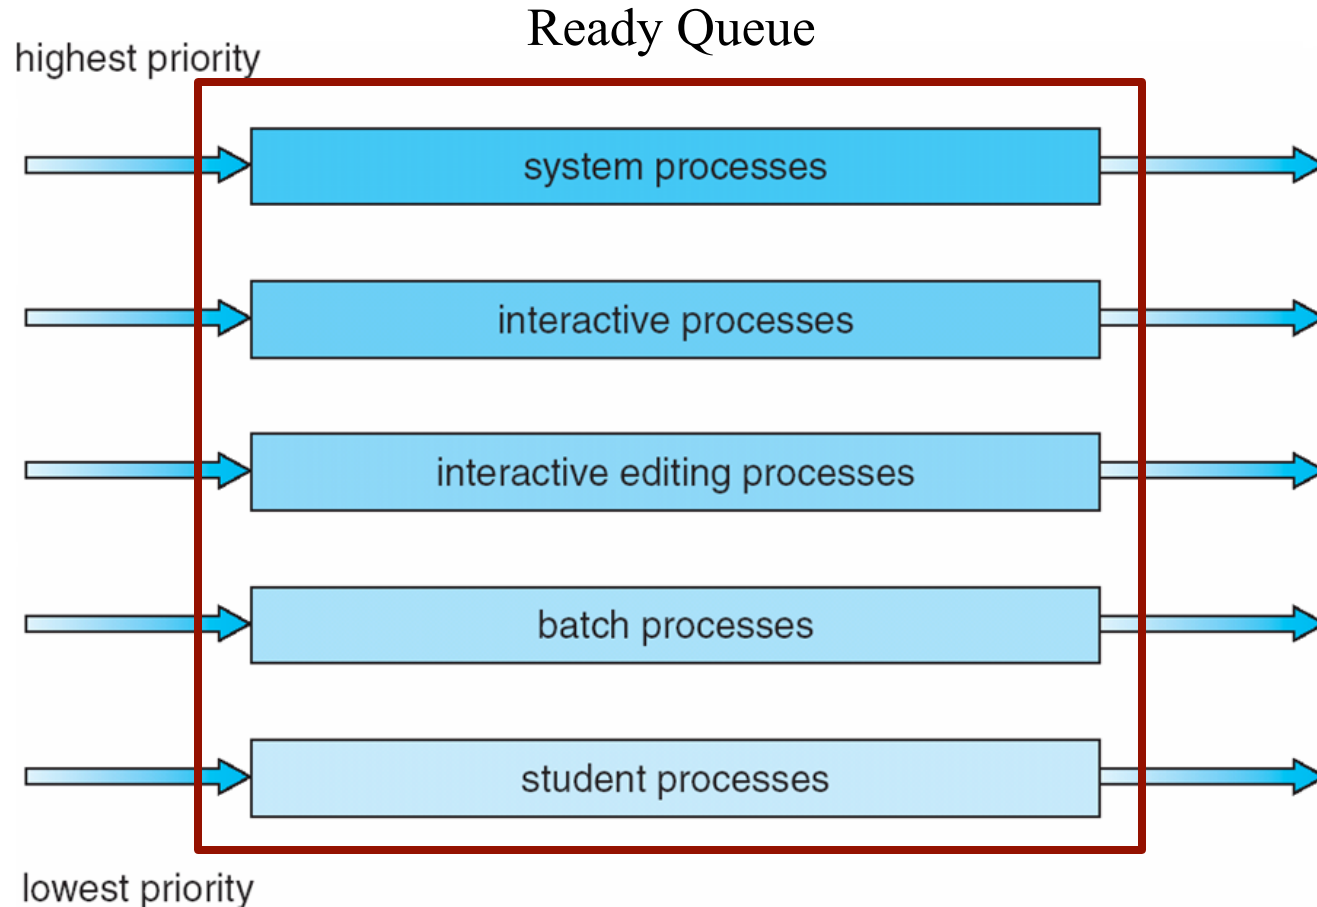 Ready Queue
highest priority
system processes
interactive processes
interactive editing processes
batch processes
student processes
lowest priority